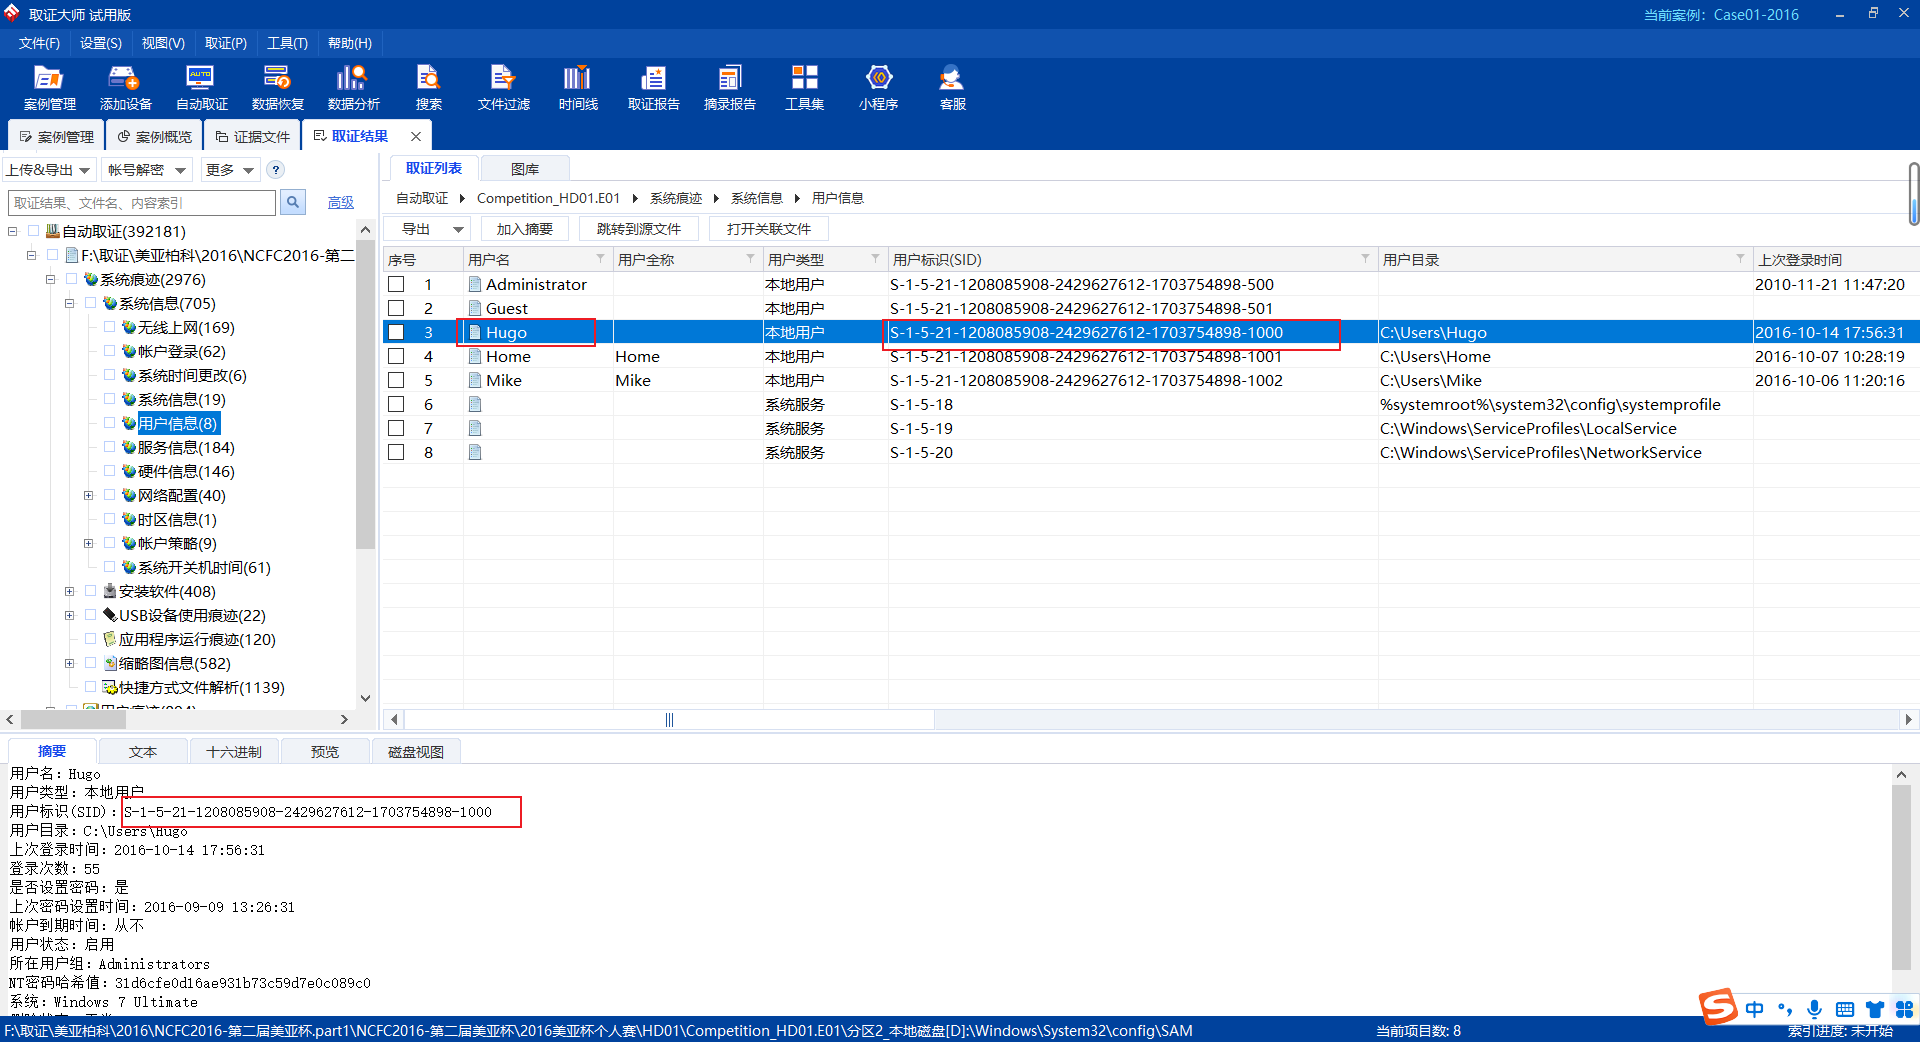 取证大师 试用版
当前案例：Case01-2016
文件(F) 设置(S) 视图(V) 取证(P) 工具(T) 帮助(H)
案例管理 添加设备 自动取证 数据恢复 数据分析 搜索 文件过滤 时间线 取证报告 摘录报告 工具集 小程序 客服
案例管理 案例概览 证据文件 取证结果
上传&导出 帐号解密 更多 ?
取证结果、文件名、内容索引 高级
自动取证(392181)
F:\取证\美亚柏科\2016\NCFC2016-第二
系统痕迹(2976)
系统信息(705)
无线上网(169)
帐户登录(62)
系统时间更改(6)
系统信息(19)
用户信息(8)
服务信息(184)
硬件信息(146)
网络配置(40)
时区信息(1)
帐户策略(9)
系统开关机时间(61)
安装软件(408)
USB设备使用痕迹(22)
应用程序运行痕迹(120)
缩略图信息(582)
快捷方式文件解析(1139)
取证列表 图库
自动取证 Competition_HD01.E01 系统痕迹 系统信息 用户信息
导出 加入摘要 跳转到源文件 打开关联文件
序号 用户名 用户全称 用户类型 用户标识(SID) 用户目录 上次登录时间
1 Administrator 本地用户 S-1-5-21-1208085908-2429627612-1703754898-500 2010-11-21 11:47:20
2 Guest 本地用户 S-1-5-21-1208085908-2429627612-1703754898-501
3 Hugo 本地用户 S-1-5-21-1208085908-2429627612-1703754898-1000 C:\Users\Hugo 2016-10-14 17:56:31
4 Home Home 本地用户 S-1-5-21-1208085908-2429627612-1703754898-1001 C:\Users\Home 2016-10-07 10:28:19
5 Mike Mike 本地用户 S-1-5-21-1208085908-2429627612-1703754898-1002 C:\Users\Mike 2016-10-06 11:20:16
6 系统服务 S-1-5-18 %systemroot%\system32\config\systemprofile
7 系统服务 S-1-5-19 C:\Windows\ServiceProfiles\LocalService
8 系统服务 S-1-5-20 C:\Windows\ServiceProfiles\NetworkService
摘要 文本 十六进制 预览 磁盘视图
用户名：Hugo
用户类型：本地用户
用户标识(SID)：S-1-5-21-1208085908-2429627612-1703754898-1000
用户目录：C:\Users\Hugo
上次登录时间：2016-10-14 17:56:31
登录次数：55
是否设置密码：是
上次密码设置时间：2016-09-09 13:26:31
帐户到期时间：从不
用户状态：启用
所在用户组：Administrators
NT密码哈希值：31d6cfe0d16ae931b73c59d7e0c089c0
系统：Windows 7 Ultimate
中
F:\取证\美亚柏科\2016\NCFC2016-第二届美亚杯.part1\NCFC2016-第二届美亚杯\2016美亚杯个人赛\HD01\Competition_HD01.E01\分区2_本地磁盘[D]:\Windows\System32\config\SAM 当前项目数: 8 索引进度: 未开始